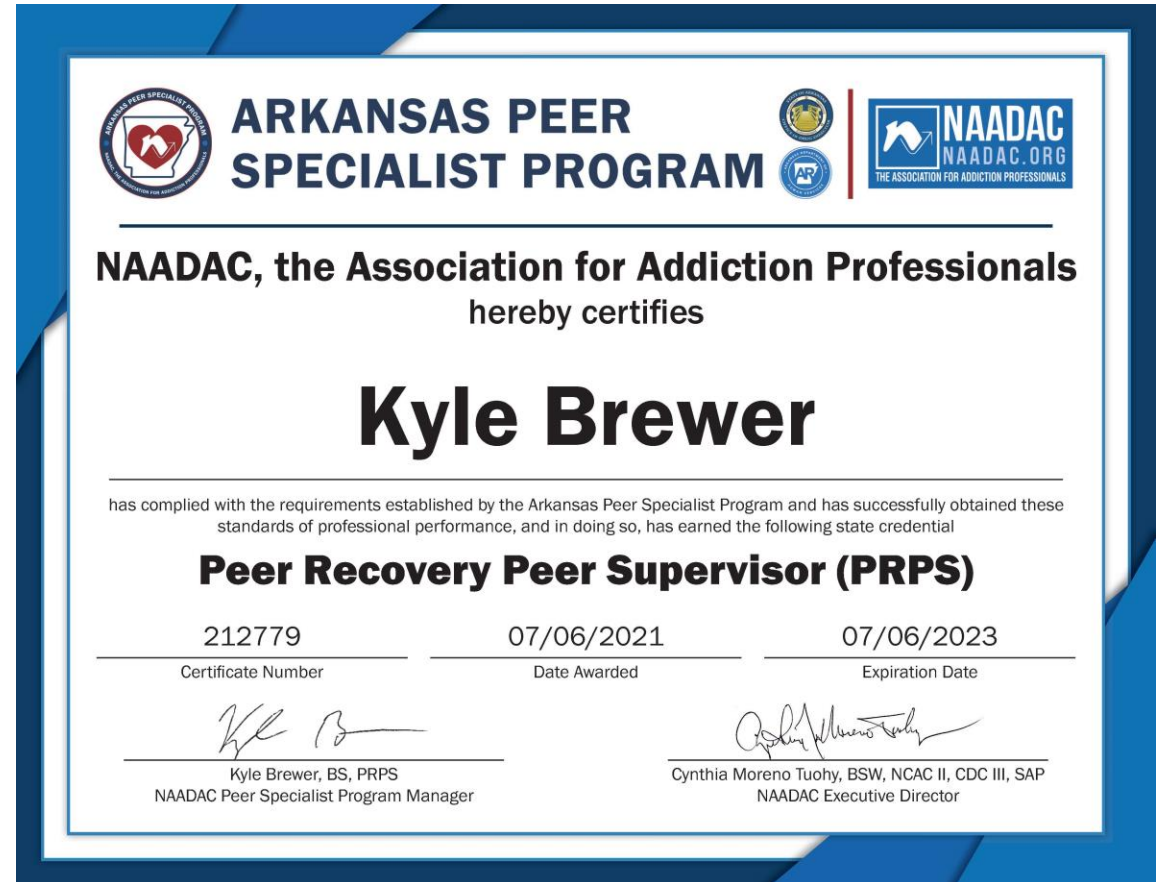 ARKANSAS PEER
SPECIALIST PROGRAM
NAADAC
NAADAC.ORG
THE ASSOCIATION FOR ADDICTION PROFESSIONALS
NAADAC, the Association for Addiction Professionals
hereby certifies
Kyle Brewer
has complied with the requirements established by the Arkansas Peer Specialist Program and has successfully obtained these
standards of professional performance, and in doing so, has earned the following state credential
Peer Recovery Peer Supervisor (PRPS)
212779 07/06/2021 07/06/2023
Certificate Number Date Awarded Expiration Date
Kyle Brewer, BS, PRPS
NAADAC Peer Specialist Program Manager
Cynthia Moreno Tuohy, BSW, NCAC II, CDC III, SAP
NAADAC Executive Director